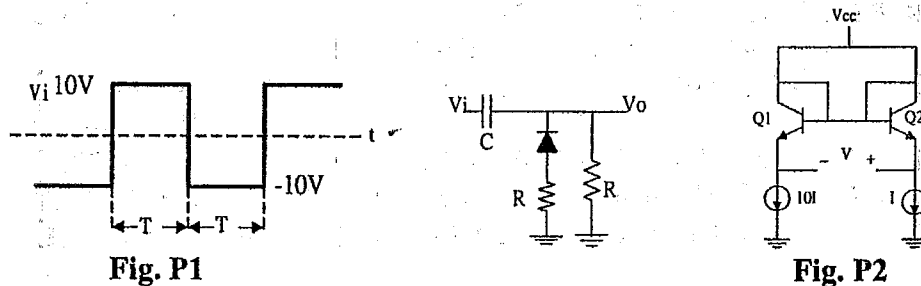 Vi 10V
t
-10V
T T
Fig. P1
Vi
C
Vo
R
R
Vcc
Q1
Q2
- V +
10I
I
Fig. P2